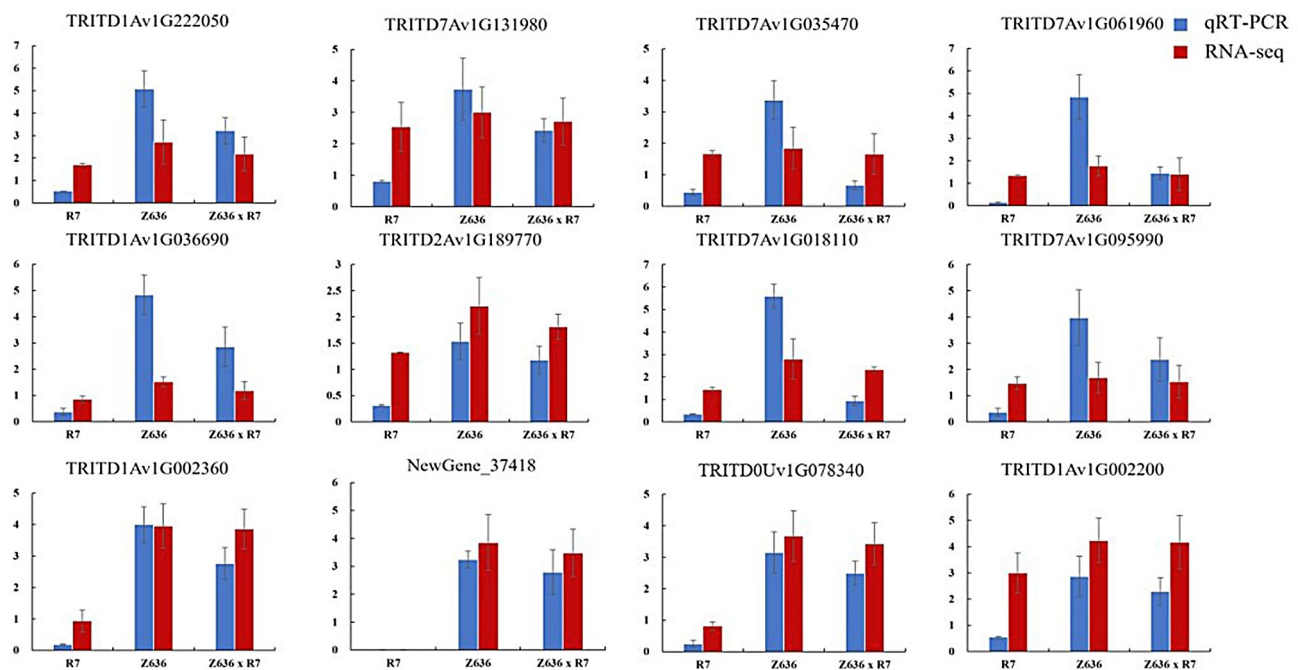 TRITD1Av1G222050
TRITD7Av1G131980
TRITD7Av1G035470
TRITD7Av1G061960
qRT-PCR
RNA-seq
7
6
5
4
3
2
1
0
R7
Z636
Z636 x R7
5
4
3
2
1
0
R7
Z636
Z636 x R7
5
4
3
2
1
0
R7
Z636
Z636 x R7
7
6
5
4
3
2
1
0
R7
Z636
Z636 x R7
TRITD1Av1G036690
TRITD2Av1G189770
TRITD7Av1G018110
TRITD7Av1G095990
6
5
4
3
2
1
0
R7
Z636
Z636 x R7
3
2.5
2
1.5
1
0.5
0
R7
Z636
Z636 x R7
7
6
5
4
3
2
1
0
R7
Z636
Z636 x R7
6
5
4
3
2
1
0
R7
Z636
Z636 x R7
TRITD1Av1G002360
NewGene_37418
TRITD0Uv1G078340
TRITD1Av1G002200
5
4
3
2
1
0
R7
Z636
Z636 x R7
6
5
4
3
2
1
0
R7
Z636
Z636 x R7
5
4
3
2
1
0
R7
Z636
Z636 x R7
6
5
4
3
2
1
0
R7
Z636
Z636 x R7